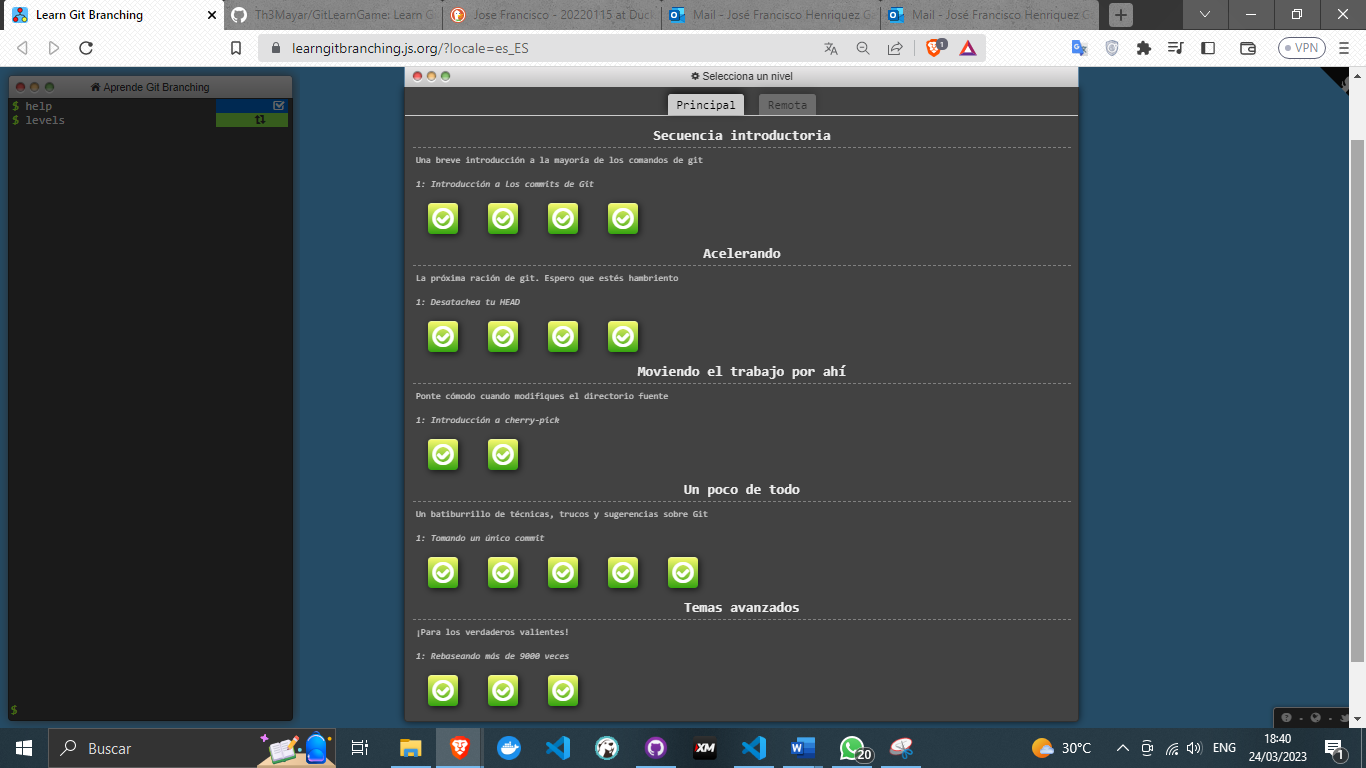 Learn Git Branching
Th3Mayar/GitLearnGame: Learn G
Jose Francisco - 20220115 at Duck
Mail - José Francisco Henriquez G
Mail - José Francisco Henriquez G
learngitbranching.js.org/?locale=es_ES
1
VPN
Aprende Git Branching
$ help
$ levels
$
Selecciona un nivel
Principal
Remota
Secuencia introductoria
Una breve introducción a la mayoría de los comandos de git
1: Introducción a los commits de Git
Acelerando
La próxima ración de git. Espero que estés hambriento
1: Desatachea tu HEAD
Moviendo el trabajo por ahí
Ponte cómodo cuando modifiques el directorio fuente
1: Introducción a cherry-pick
Un poco de todo
Un batiburrillo de técnicas, trucos y sugerencias sobre Git
1: Tomando un único commit
Temas avanzados
¡Para los verdaderos valientes!
1: Rebaseando más de 9000 veces
Buscar
XM
20
30°C
ENG
18:40
24/03/2023
1